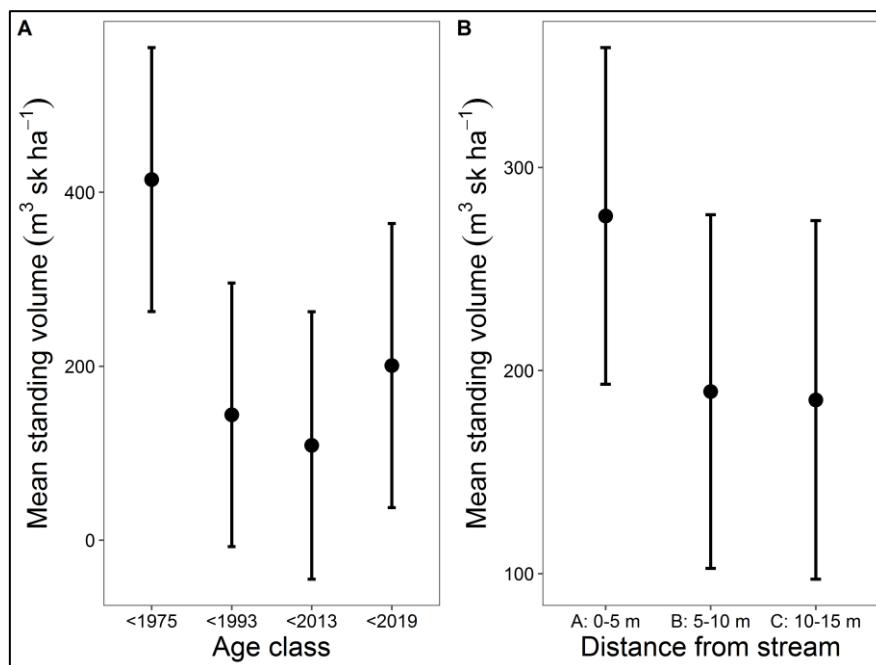 A
Mean standing volume (m³ sk ha⁻¹)
400
200
0
<1975 <1993 <2013 <2019
Age class
B
Mean standing volume (m³ sk ha⁻¹)
300
200
100
A: 0-5 m B: 5-10 m C: 10-15 m
Distance from stream